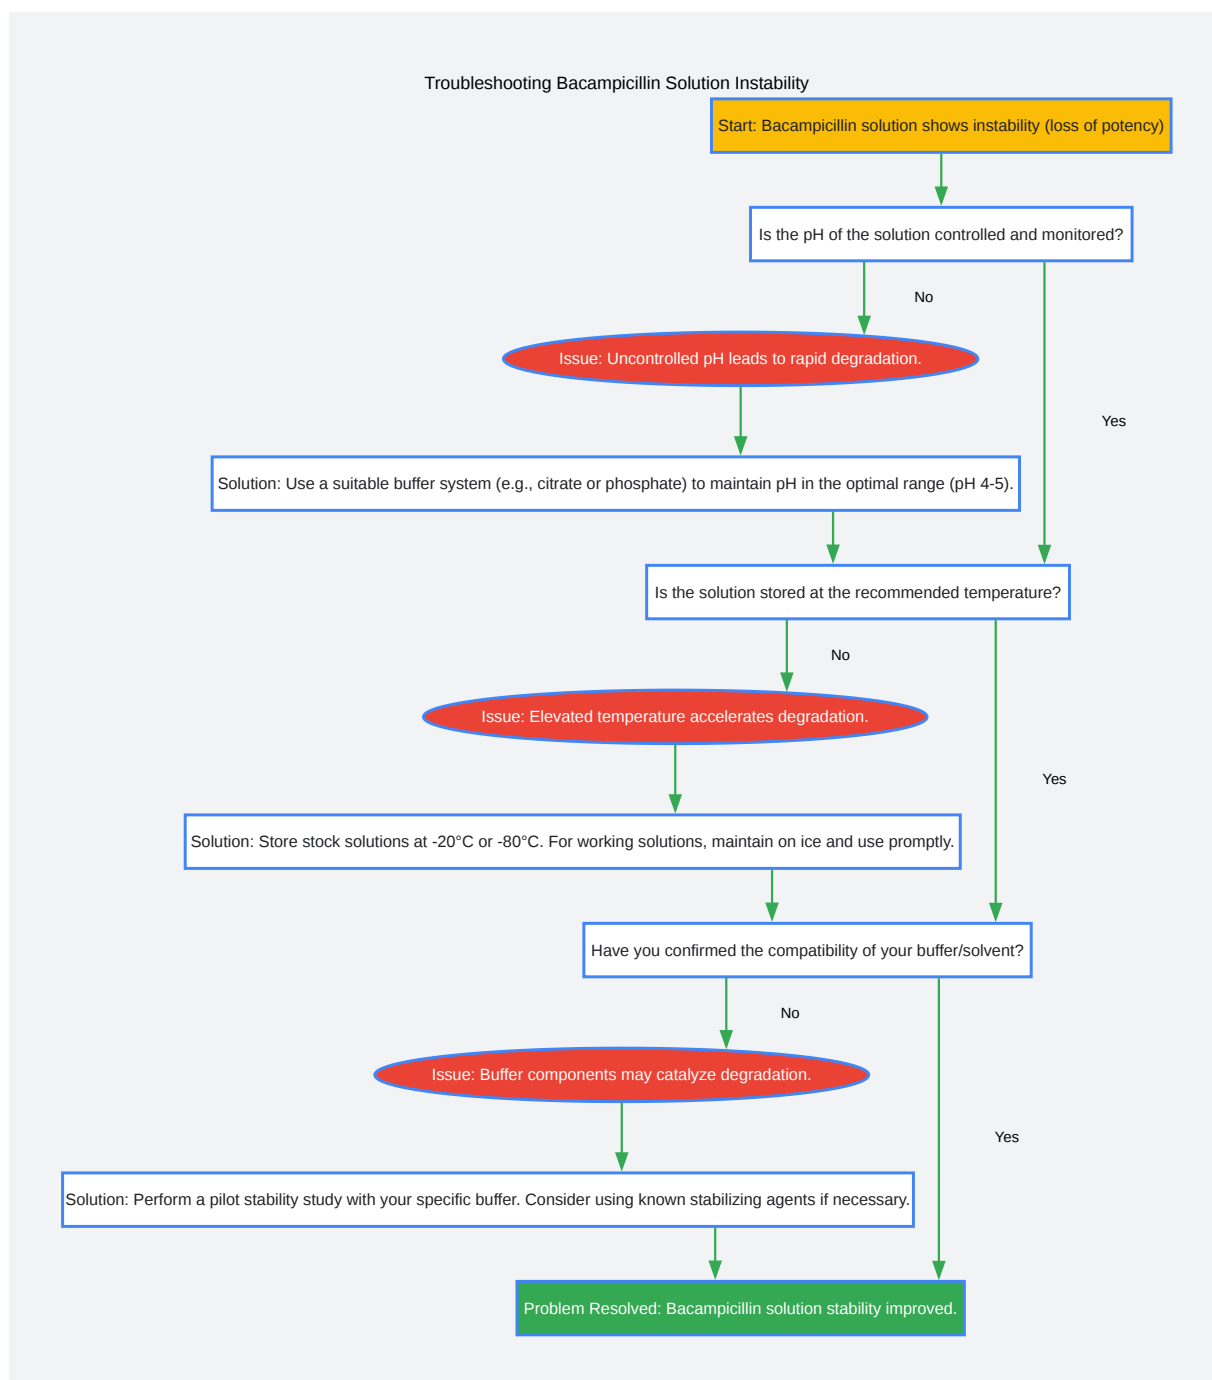 Troubleshooting Bacampicillin Solution Instability
Start: Bacampicillin solution shows instability (loss of potency)
Is the pH of the solution controlled and monitored?
No
Issue: Uncontrolled pH leads to rapid degradation.
Yes
Solution: Use a suitable buffer system (e.g., citrate or phosphate) to maintain pH in the optimal range (pH 4-5).
Is the solution stored at the recommended temperature?
No
Issue: Elevated temperature accelerates degradation.
Yes
Solution: Store stock solutions at -20°C or -80°C. For working solutions, maintain on ice and use promptly.
Have you confirmed the compatibility of your buffer/solvent?
No
Issue: Buffer components may catalyze degradation.
Yes
Solution: Perform a pilot stability study with your specific buffer. Consider using known stabilizing agents if necessary.
Problem Resolved: Bacampicillin solution stability improved.